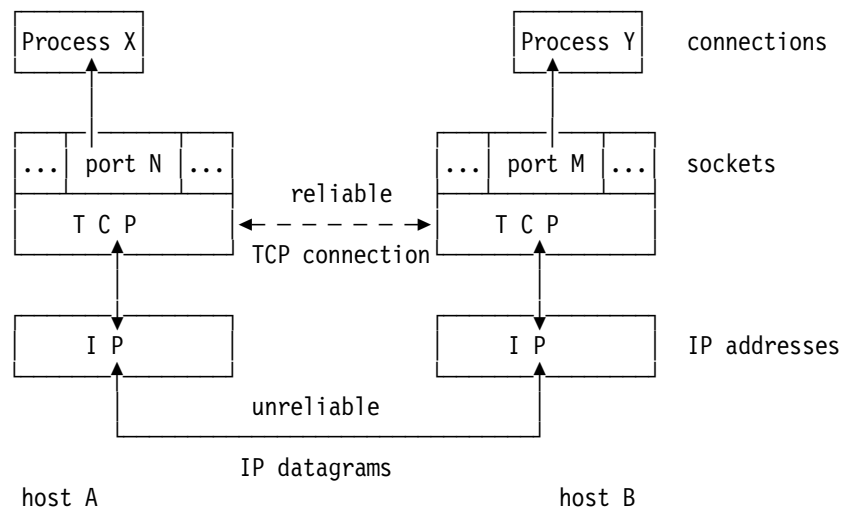 Process X Process Y connections
... port N ... ... port M ... sockets
reliable
T C P T C P
TCP connection
I P I P IP addresses
unreliable
IP datagrams
host A host B